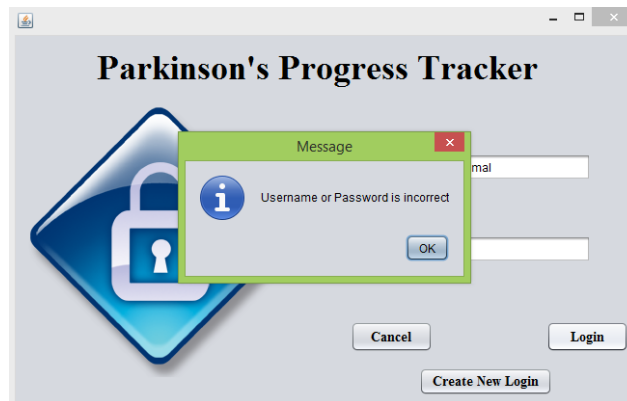 Parkinson's Progress Tracker
Message
mal
Username or Password is incorrect
OK
Cancel
Login
Create New Login